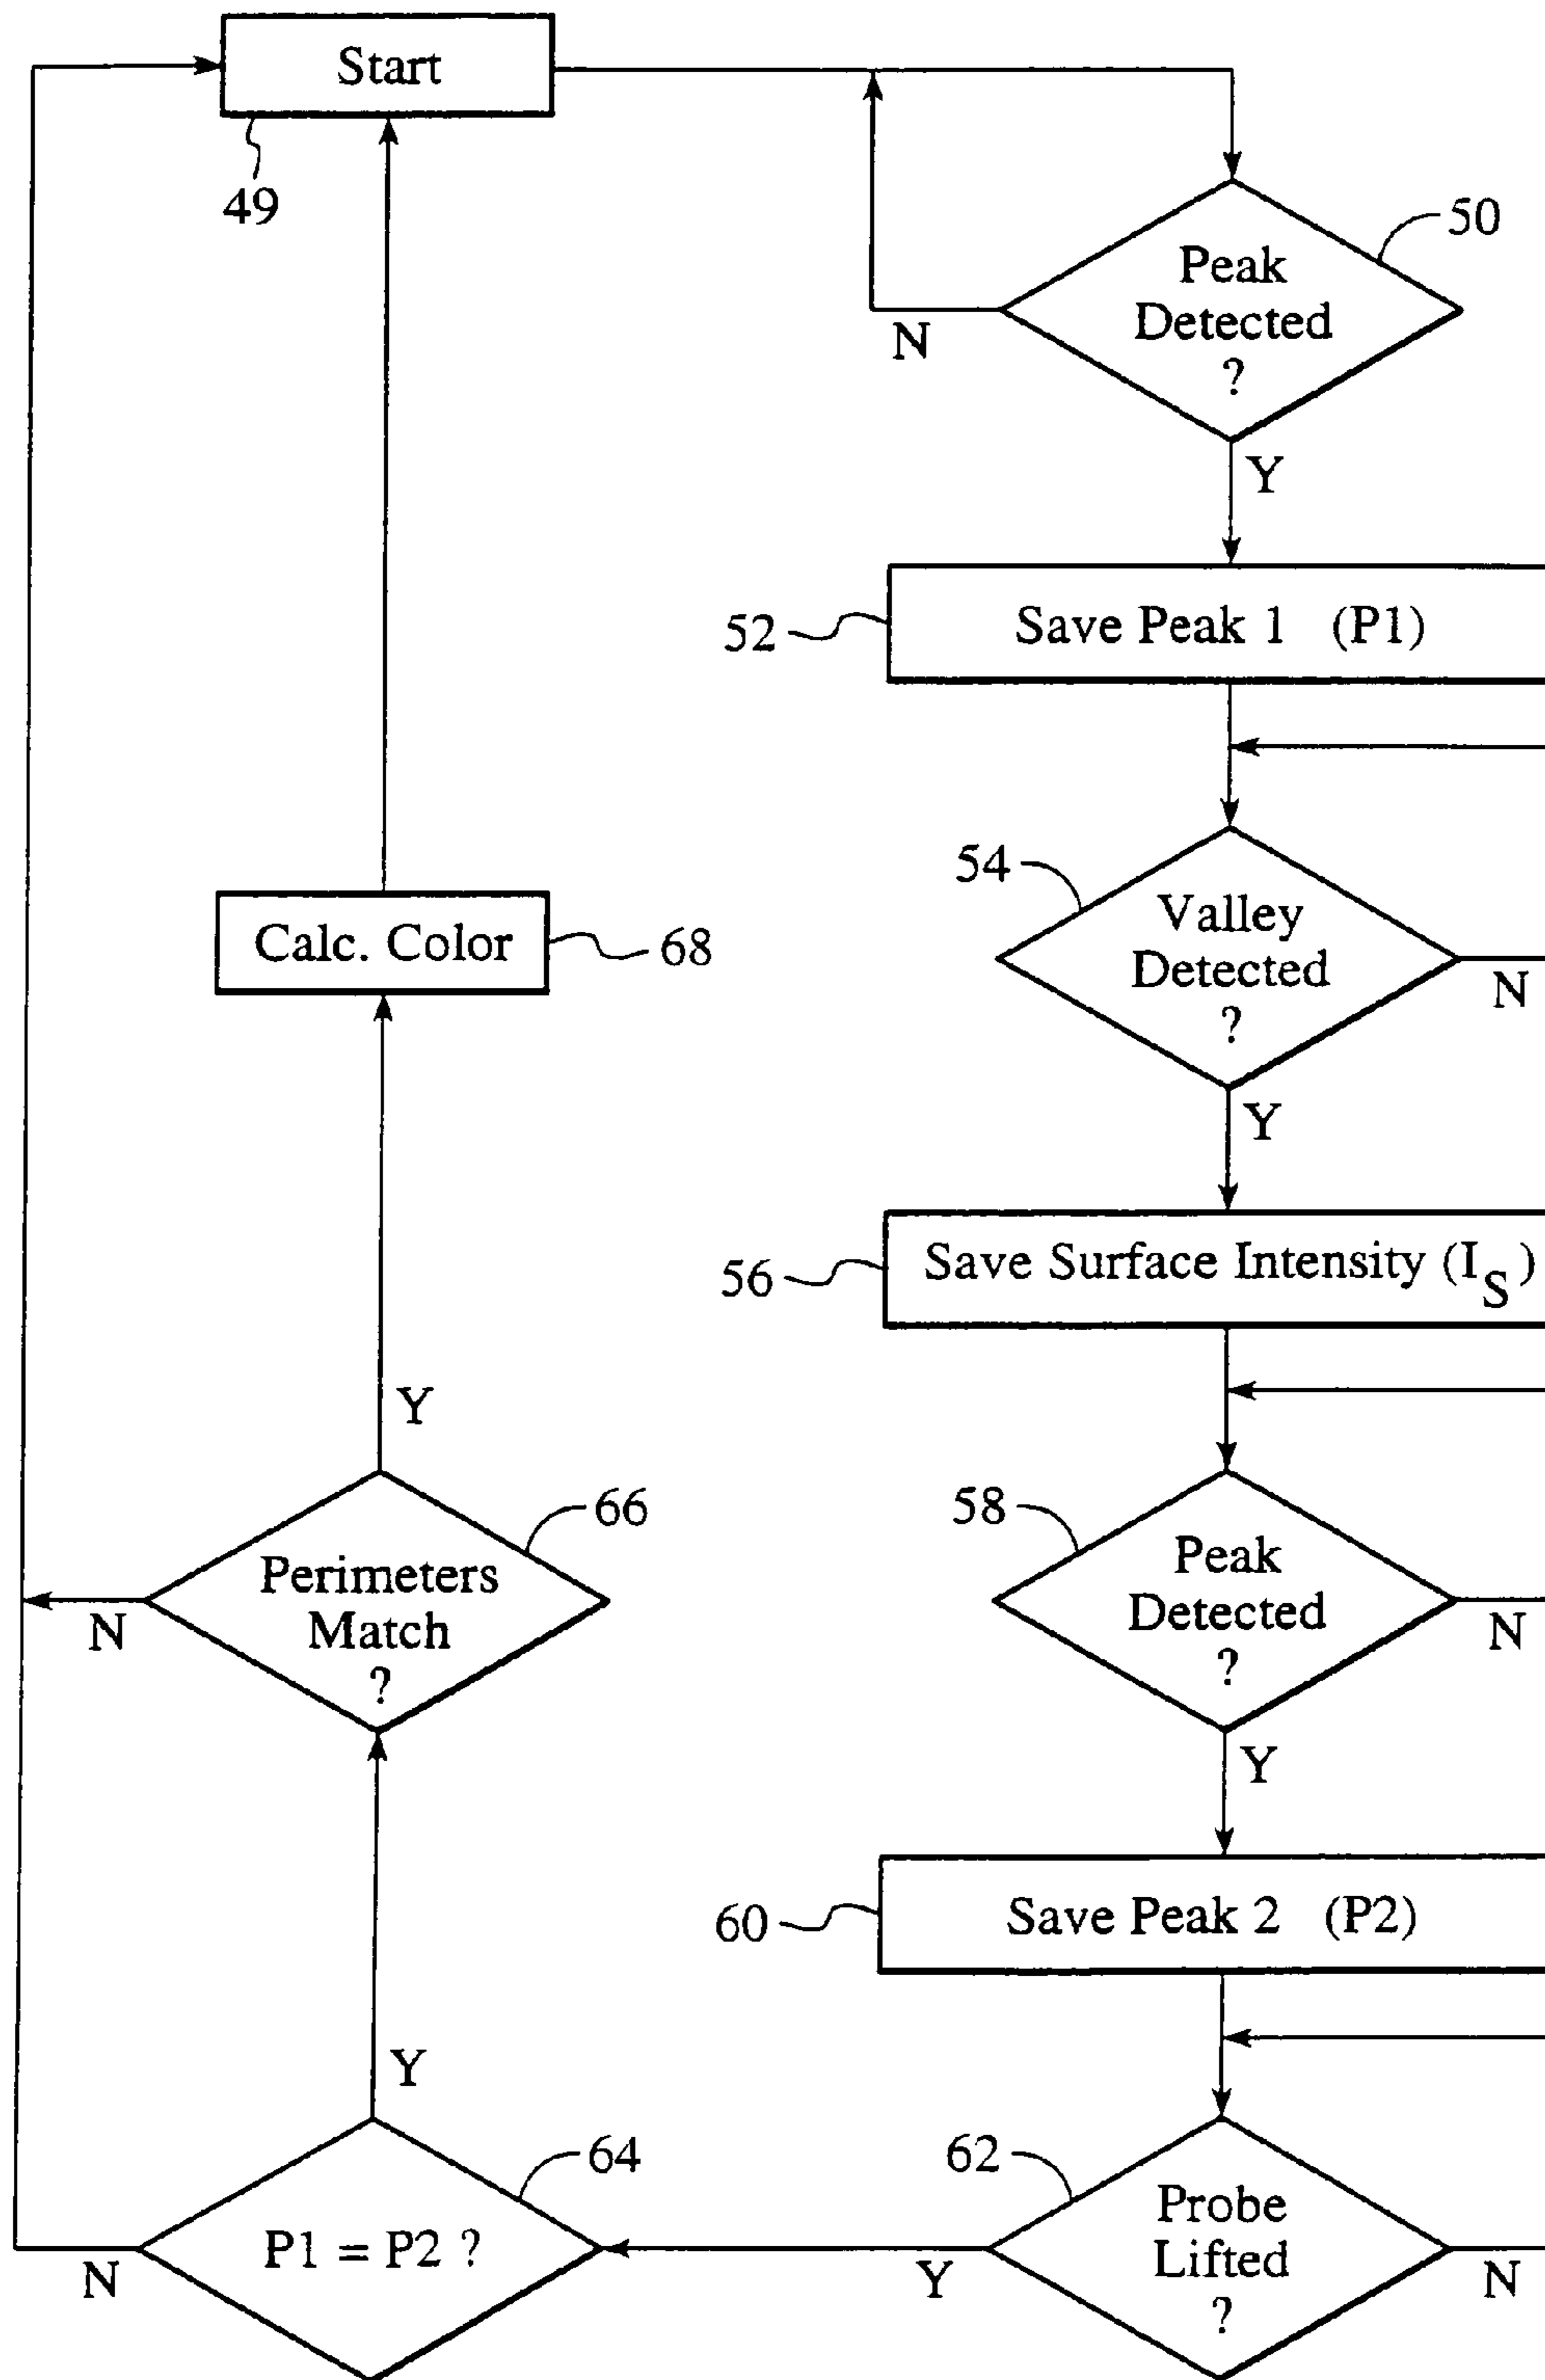 Start
49
Peak
Detected
?
50
N
Y
52
Save Peak 1 (P1)
54
Valley
Detected
?
N
Y
Calc. Color
68
56
Save Surface Intensity (I_S)
Y
66
Perimeters
Match
?
N
58
Peak
Detected
?
N
Y
60
Save Peak 2 (P2)
Y
64
P1 = P2 ?
N
62
Probe
Lifted
?
Y
N